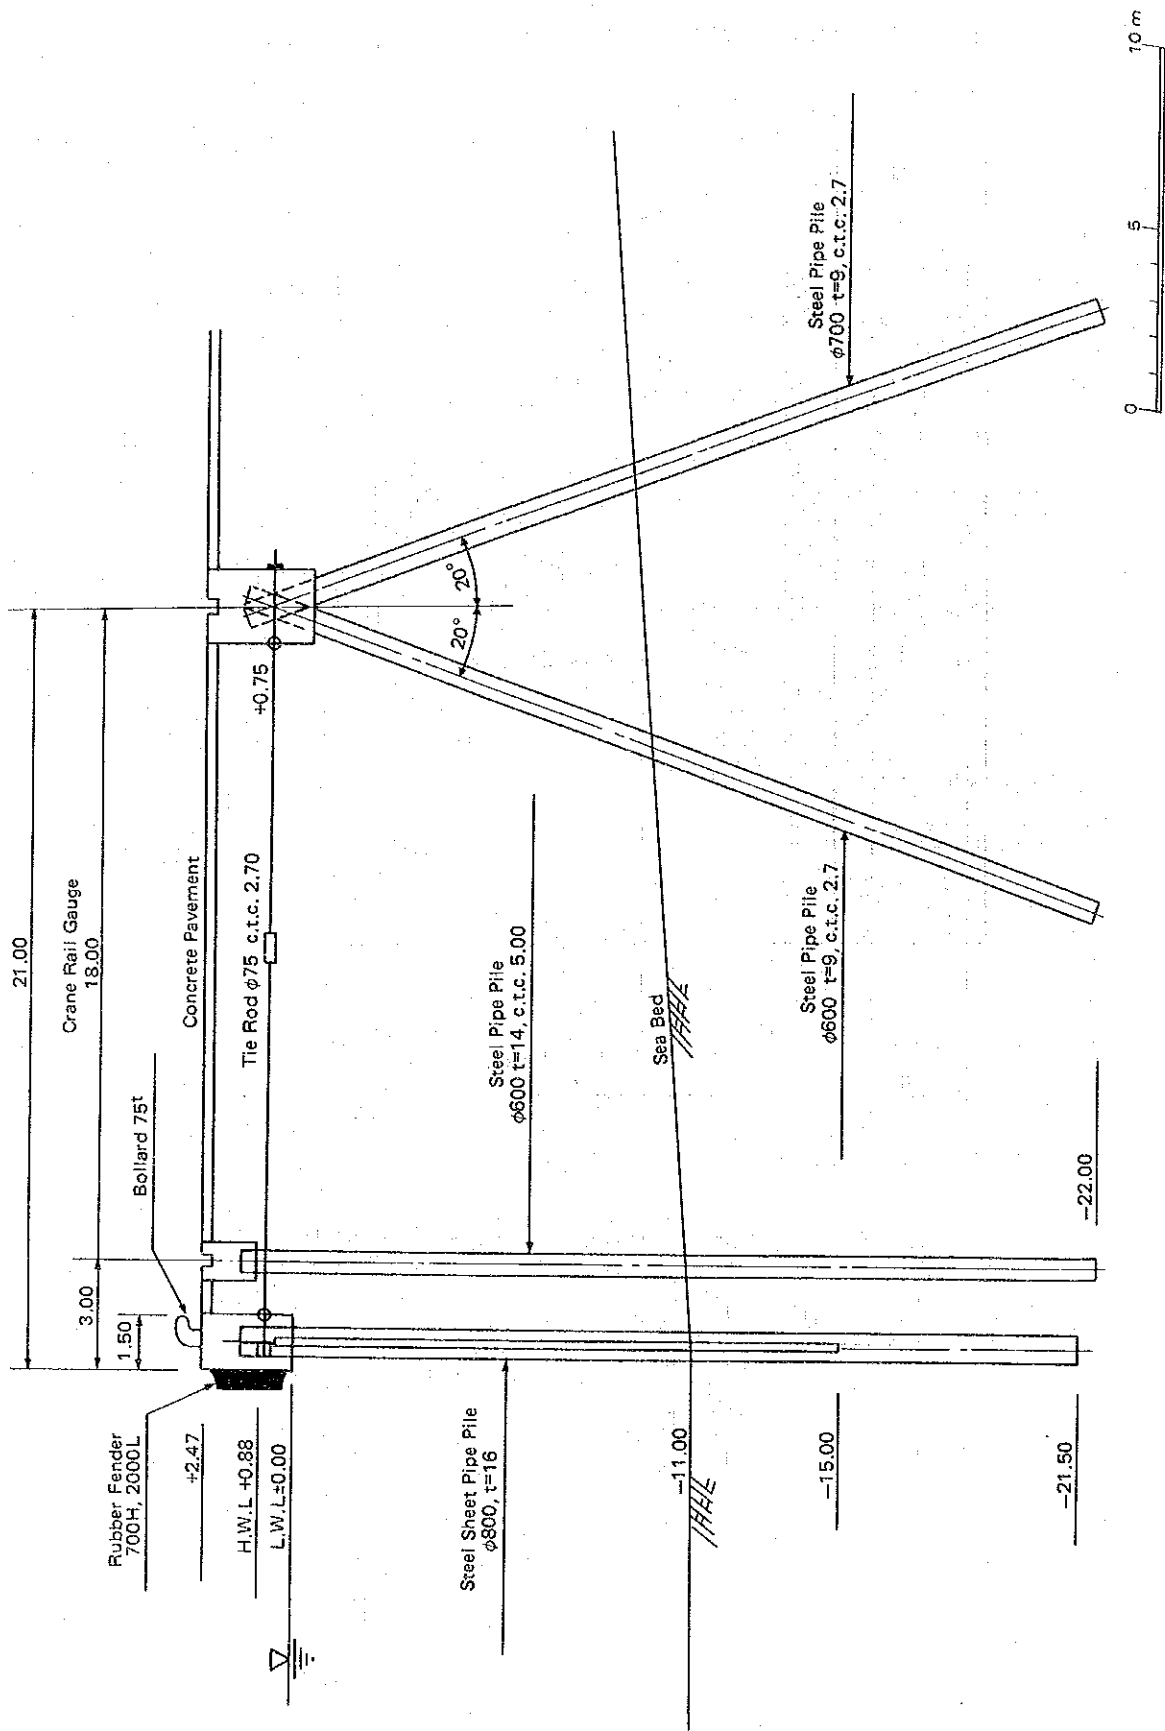 21.00
Crane Rail Gauge
18.00
3.00
1.50
Bollard 75t
Concrete Pavement
Rubber Fender
700H, 2000L
+2.47
H.W.L +0.88
L.W.L±0.00
Tie Rod φ75 c.t.c. 2.70
+0.75
20°
20°
Steel Pipe Pile
φ600 t=14, c.t.c. 5.00
Steel Sheet Pipe Pile
φ800, t=16
Sea Bed
-11.00
Steel Pipe Pile
φ600 t=9, c.t.c. 2.7
Steel Pipe Pile
φ700 t=9, c.t.c. 2.7
-15.00
-21.50
-22.00
0 5 10 m